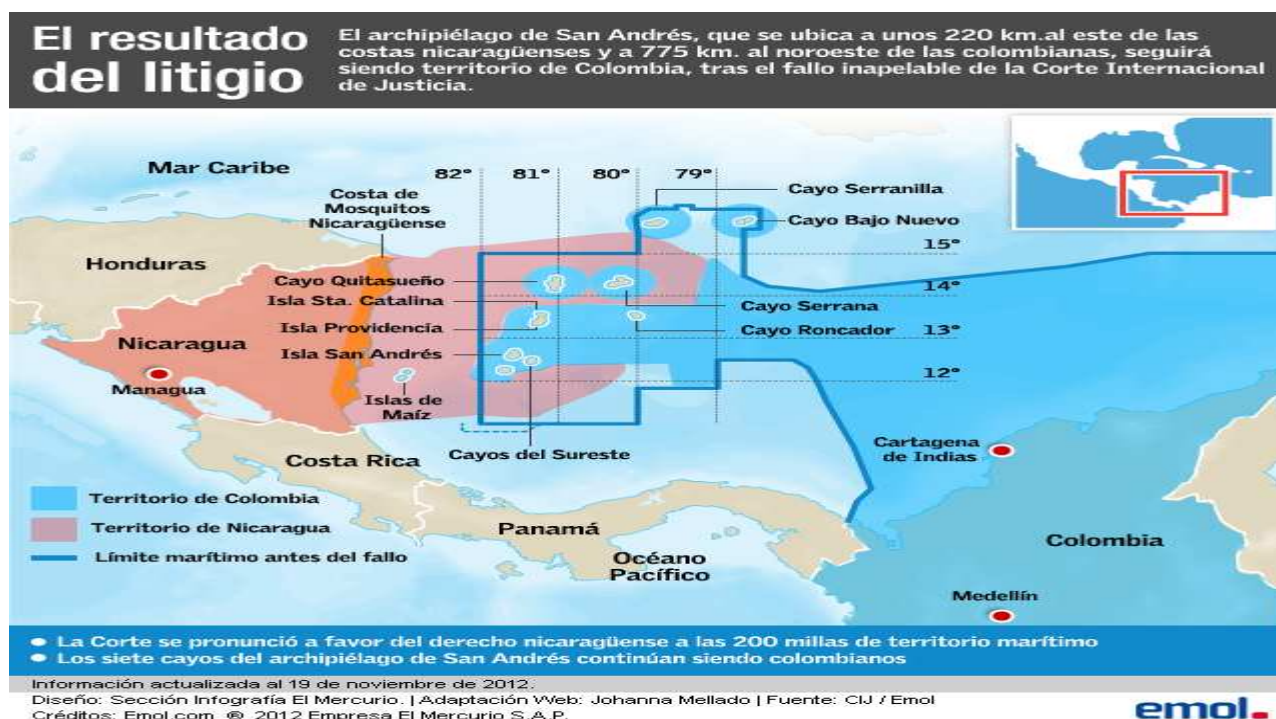 El resultado
del litigio
El archipiélago de San Andrés, que se ubica a unos 220 km.al este de las
costas nicaragüenses y a 775 km. al noroeste de las colombianas, seguirá
siendo territorio de Colombia, tras el fallo inapelable de la Corte Internacional
de Justicia.
Mar Caribe
82°
81°
80°
79°
Costa de
Mosquitos
Nicaragüense
Cayo Serranilla
Cayo Bajo Nuevo
15°
Honduras
Cayo Quitasueño
14°
Isla Sta. Catalina
Cayo Serrana
Isla Providencia
Cayo Roncador
13°
Nicaragua
Isla San Andrés
12°
Managua
Islas de
Maíz
Cayos del Sureste
Costa Rica
Cartagena
de Indias
Territorio de Colombia
Territorio de Nicaragua
Límite marítimo antes del fallo
Panamá
Océano
Pacífico
Colombia
Medellín
La Corte se pronunció a favor del derecho nicaragüense a las 200 millas de territorio marítimo
Los siete cayos del archipiélago de San Andrés continúan siendo colombianos
Información actualizada al 19 de noviembre de 2012.
Diseño: Sección Infografía El Mercurio. | Adaptación Web: Johanna Mellado | Fuente: CIJ / Emol
Créditos: Emol.com ® 2012 Empresa El Mercurio S.A.P.
emol.